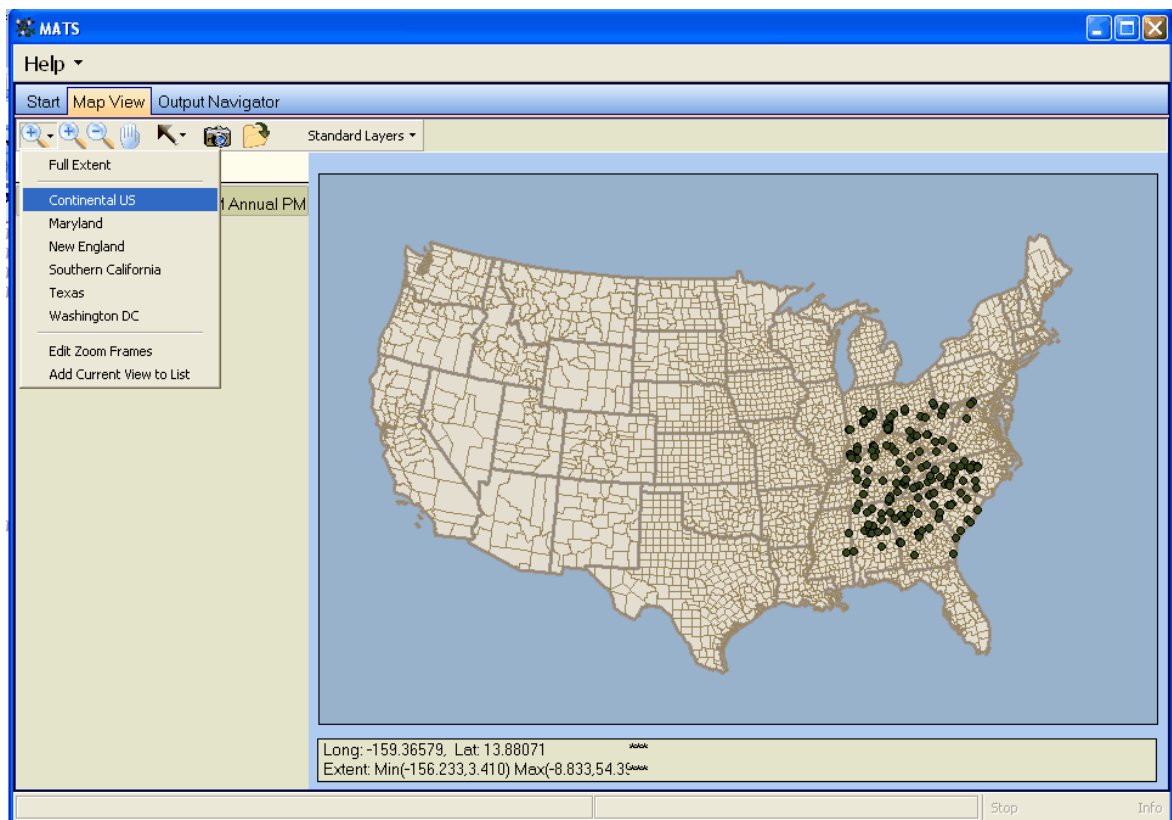 MATS
Help
Start Map View Output Navigator
Standard Layers
Full Extent
Continental US
Annual PM
Maryland
New England
Southern California
Texas
Washington DC
Edit Zoom Frames
Add Current View to List
Long: -159.36579, Lat: 13.88071 ***
Extent: Min(-156.233,3.410) Max(-8.833,54.39***
Stop Info